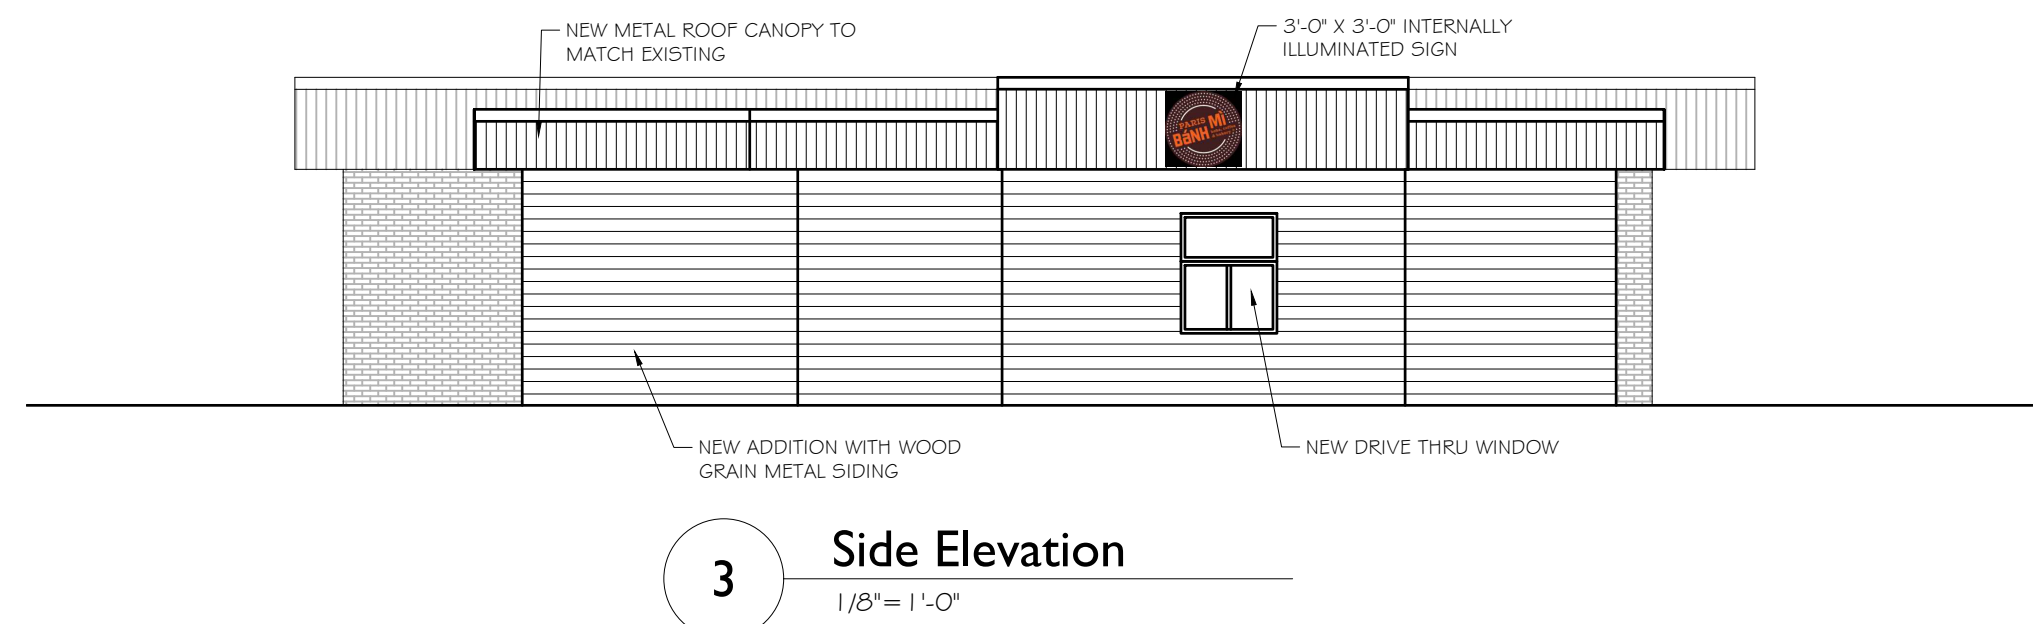 NEW METAL ROOF CANOPY TO
MATCH EXISTING
3'-0" X 3'-0" INTERNALLY
ILLUMINATED SIGN
PARIS
BáNH Mì
NEW ADDITION WITH WOOD
GRAIN METAL SIDING
NEW DRIVE THRU WINDOW
3
Side Elevation
1/8"= 1'-0"